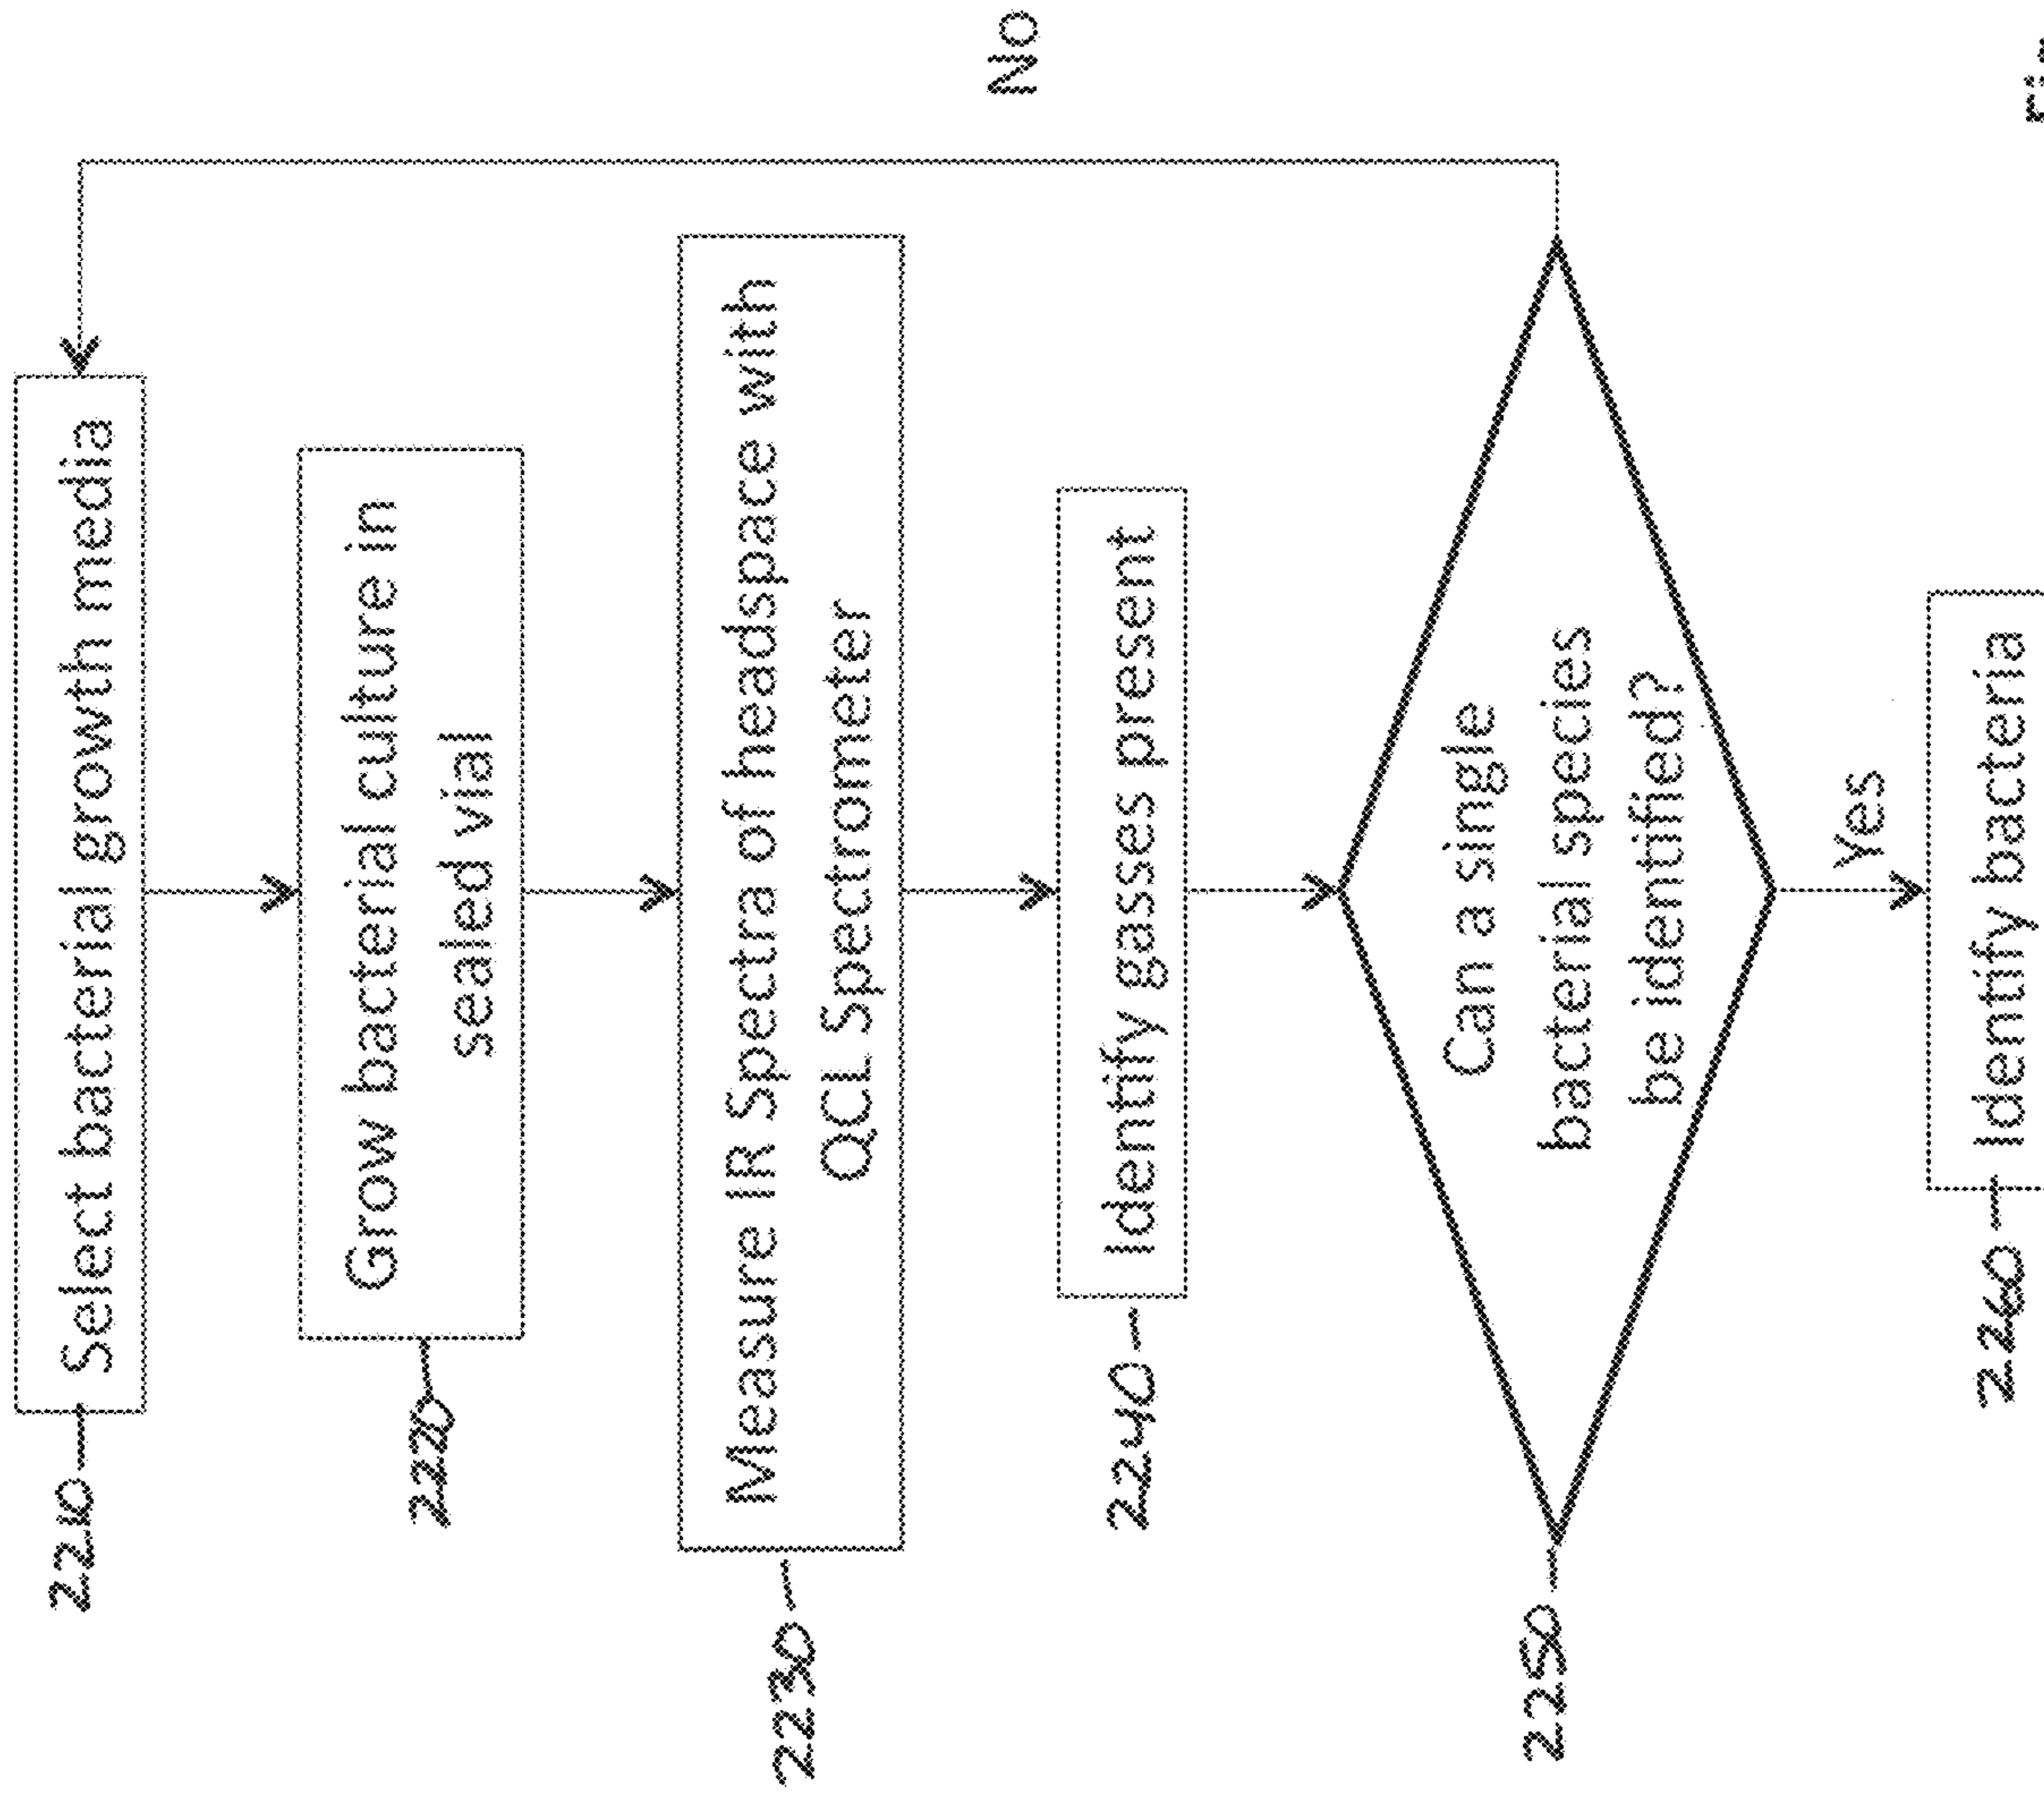 2210
Select bacterial growth media
2220
Grow bacterial culture in
sealed vial
2230
Measure IR Spectra of headspace with
QCL Spectrometer
No
2240
Identify gasses present
2250
Can a single
bacterial species
be identified?
Yes
2260
Identify bacteria